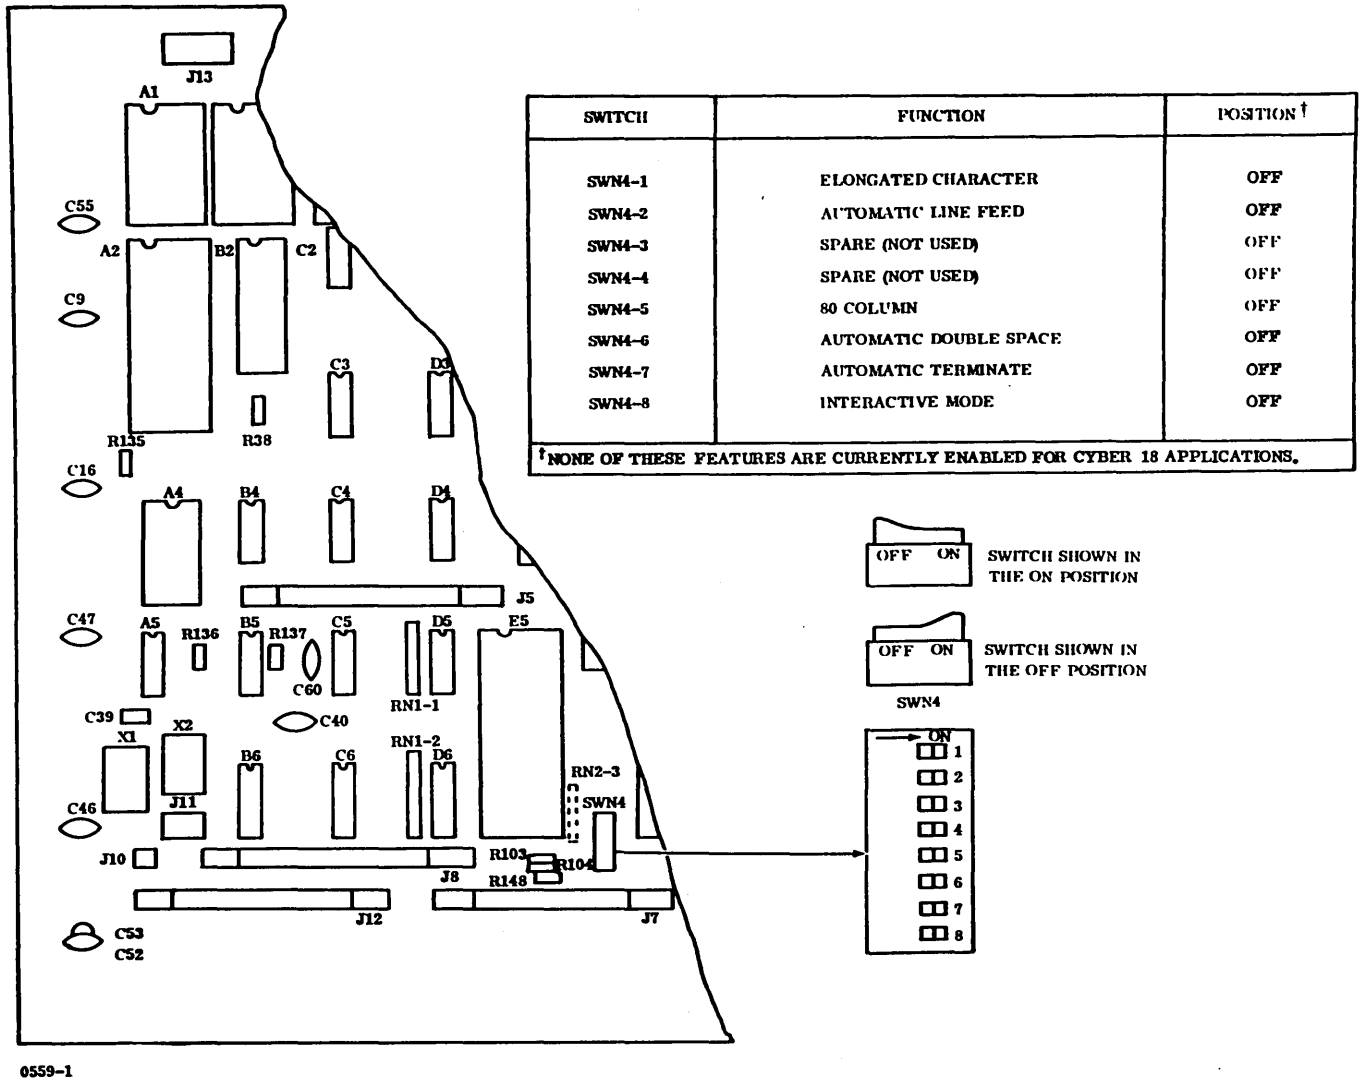 J13
A1
SWITCH FUNCTION POSITION†
SWN4-1 ELONGATED CHARACTER OFF
SWN4-2 AUTOMATIC LINE FEED OFF
SWN4-3 SPARE (NOT USED) OFF
SWN4-4 SPARE (NOT USED) OFF
SWN4-5 80 COLUMN OFF
SWN4-6 AUTOMATIC DOUBLE SPACE OFF
SWN4-7 AUTOMATIC TERMINATE OFF
SWN4-8 INTERACTIVE MODE OFF
†NONE OF THESE FEATURES ARE CURRENTLY ENABLED FOR CYBER 18 APPLICATIONS.
C55
A2 B2 C2
C9
C3 D3
R135 R38
C16
A4 B4 C4 D4
J5
C47
A5 R136 B5 R137 C5 D5 E5
C60
RN1-1
C39
C40
X1 X2
RN1-2
B6 C6 D6
RN2-3
J11
SWN4
C46
J10
R103
R104
J8
R148
J12
J7
C53
C52
OFF ON
SWITCH SHOWN IN
THE ON POSITION
OFF ON
SWITCH SHOWN IN
THE OFF POSITION
SWN4
ON
1
2
3
4
5
6
7
8
0559-1